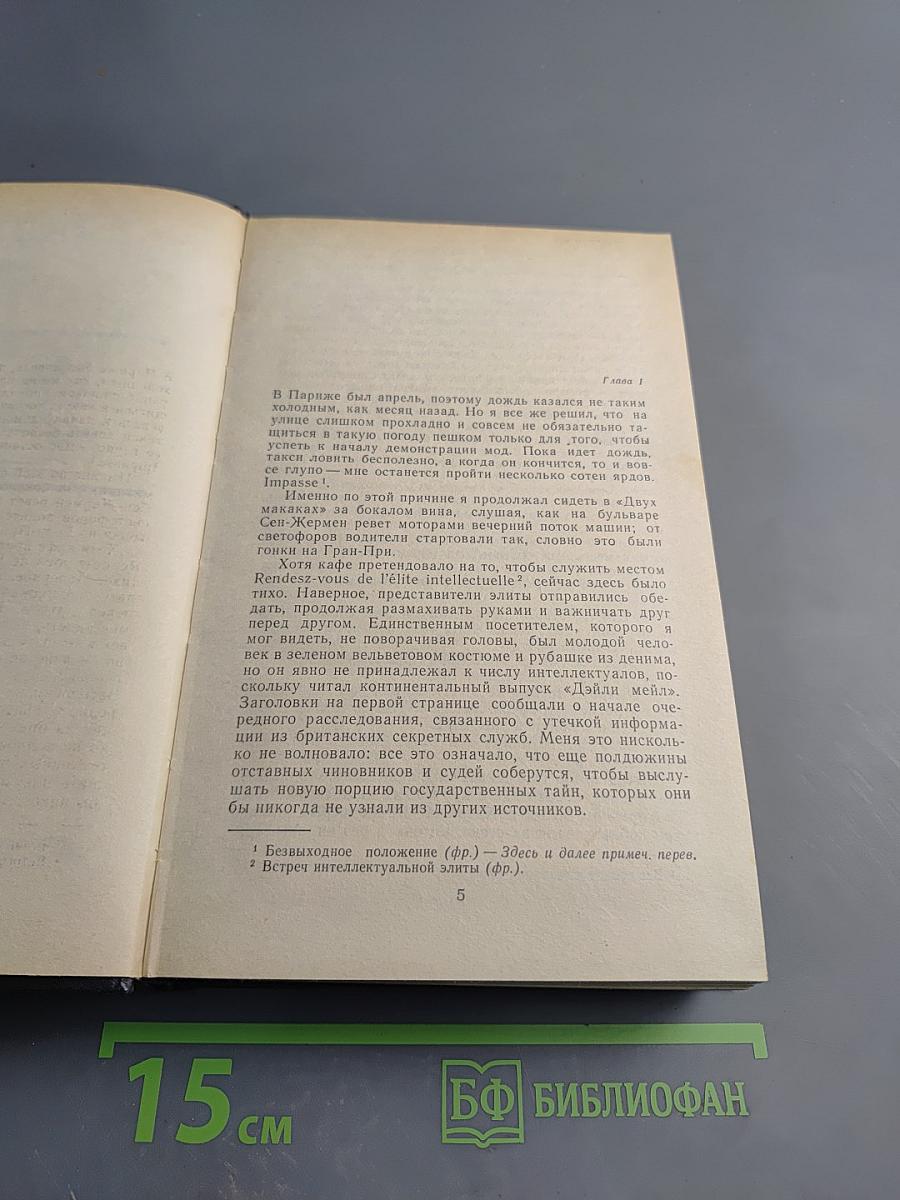 Глава 1
В Париже был апрель, поэтому дождь казался не таким
холодным, как месяц назад. Но я все же решил, что на
улице слишком прохладно и совсем не обязательно та-
щиться в такую погоду пешком только для того, чтобы
успеть к началу демонстрации мод. Пока идет дождь,
такси ловить бесполезно, а когда он кончится, то и вов-
се глупо — мне останется пройти несколько сотен ярдов.
Impasse ¹.
Именно по этой причине я продолжал сидеть в «Двух
макаках» за бокалом вина, слушая, как на бульваре
Сен-Жермен ревет моторами вечерний поток машин; от
светофоров водители стартовали так, словно это были
гонки на Гран-При.
Хотя кафе претендовало на то, чтобы служить местом
Rendesz-vous de l'élite intellectuelle ², сейчас здесь было
тихо. Наверное, представители элиты отправились обе-
дать, продолжая размахивать руками и важничать друг
перед другом. Единственным посетителем, которого я
мог видеть, не поворачивая головы, был молодой чело-
век в зеленом вельветовом костюме и рубашке из денима,
но он явно не принадлежал к числу интеллектуалов, по-
скольку читал континентальный выпуск «Дэйли мейл».
Заголовки на первой странице сообщали о начале оче-
редного расследования, связанного с утечкой информа-
ции из британских секретных служб. Меня это нисколь-
ко не волновало: все это означало, что еще полдюжины
отставных чиновников и судей соберутся, чтобы выслу-
шать новую порцию государственных тайн, которых они
бы никогда не узнали из других источников.
¹ Безвыходное положение (фр.) — Здесь и далее примеч. перев.
² Встреч интеллектуальной элиты (фр.).
5
15 см
БФ БИБЛИОФАН